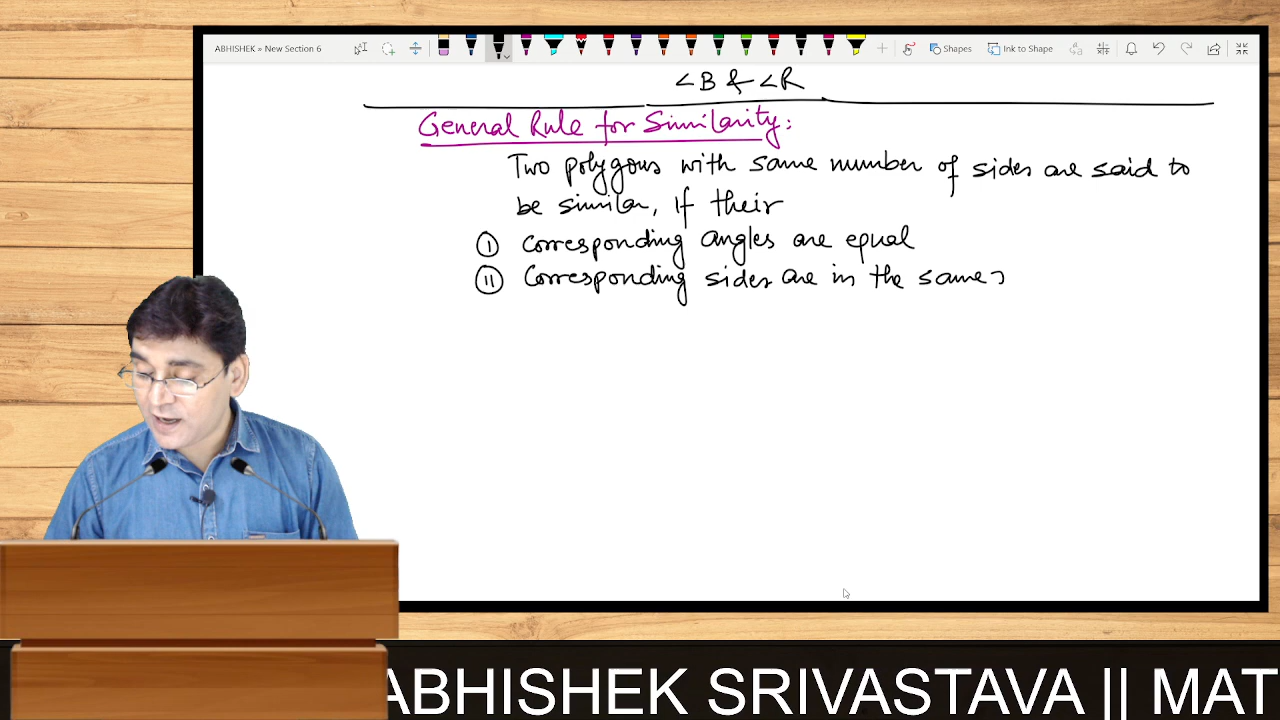 ABHISHEK » New Section 6
Shapes
Ink to Shape
∠B & ∠R
General Rule for Similarity:
Two polygons with same number of sides are said to
be similar, if their
(I) Corresponding angles are equal
(II) Corresponding sides are in the same
ABHISHEK SRIVASTAVA || MAT